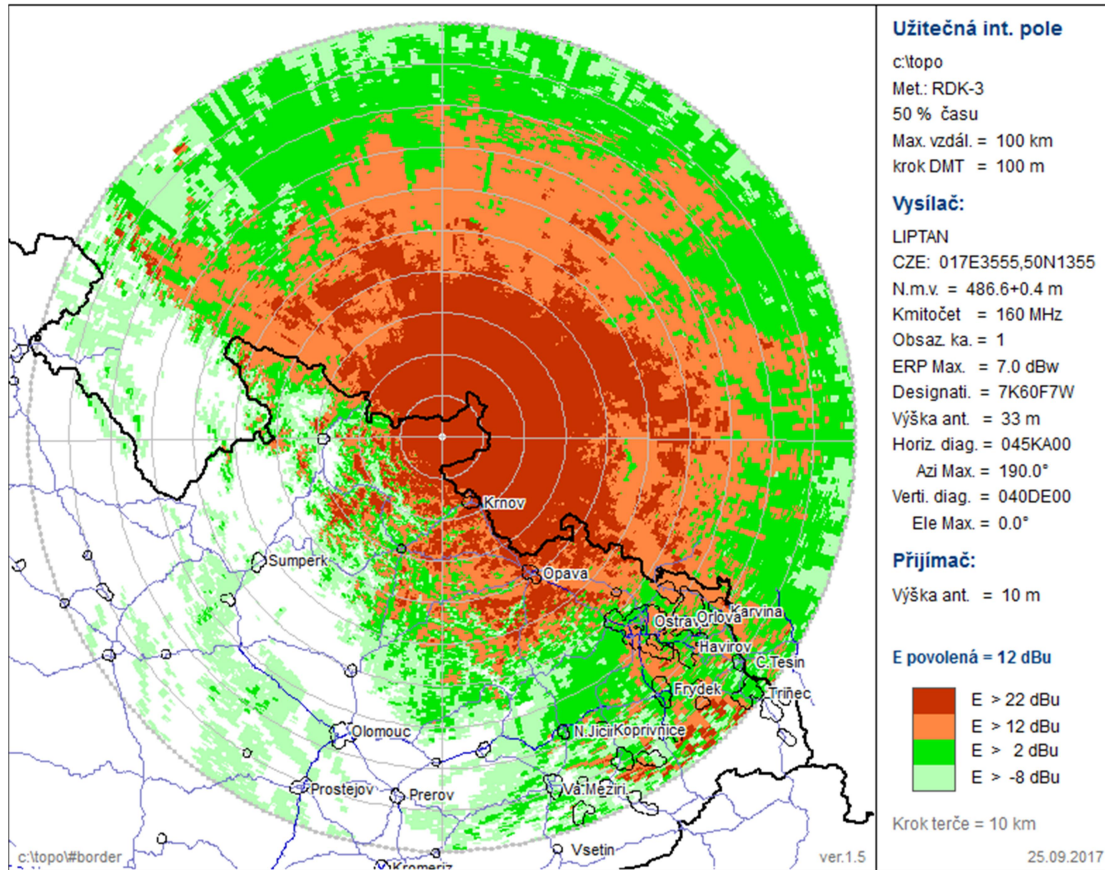 Užitečná int. pole
c:\topo
Met.: RDK-3
50 % času
Max. vzdál. = 100 km
krok DMT = 100 m
Vysílač:
LIPTAN
CZE: 017E3555,50N1355
N.m.v. = 486.6+0.4 m
Kmitočet = 160 MHz
Obsaz. ka. = 1
ERP Max. = 7.0 dBw
Designati. = 7K60F7W
Výška ant. = 33 m
Horiz. diag. = 045KA00
Azi Max. = 190.0°
Verti. diag. = 040DE00
Ele Max. = 0.0°
Přijímač:
Výška ant. = 10 m
E povolená = 12 dBu
E > 22 dBu
E > 12 dBu
E > 2 dBu
E > -8 dBu
Krok terče = 10 km
25.09.2017
Krnov
Sumperk
Opava
Ostrava
Orlova
Karvina
Havirov
C.Tesin
Frydek
Trinec
Olomouc
N.Jicin
Koprivnice
Prostejov
Prerov
Va.Meziri
Vsetin
Kromeriz
c:\topo\#border
ver.1.5